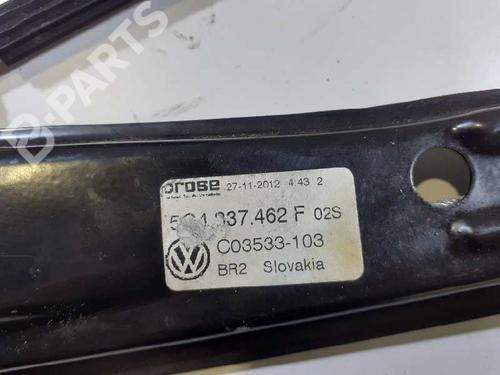 B-PARTS
brose 27-11-2012 4:43 2
837.462 F 02S
C03533-103
BR2 Slovakia